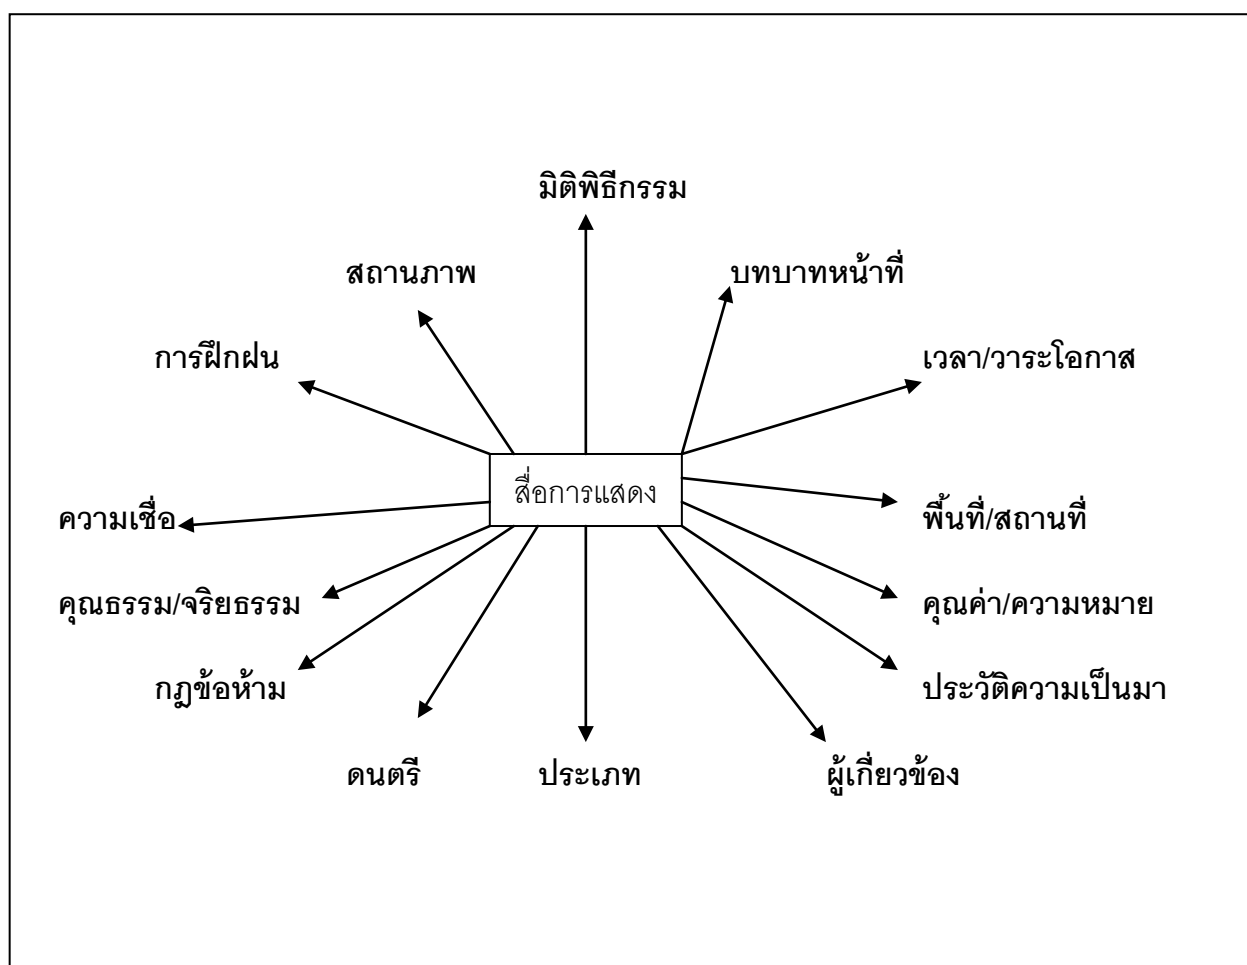 มิติพิธีกรรม
สถานภาพ
บทบาทหน้าที่
การฝึกฝน
เวลา/วาระโอกาส
สื่อการแสดง
ความเชื่อ
พื้นที่/สถานที่
คุณธรรม/จริยธรรม
คุณค่า/ความหมาย
กฎข้อห้าม
ประวัติความเป็นมา
ดนตรี
ประเภท
ผู้เกี่ยวข้อง